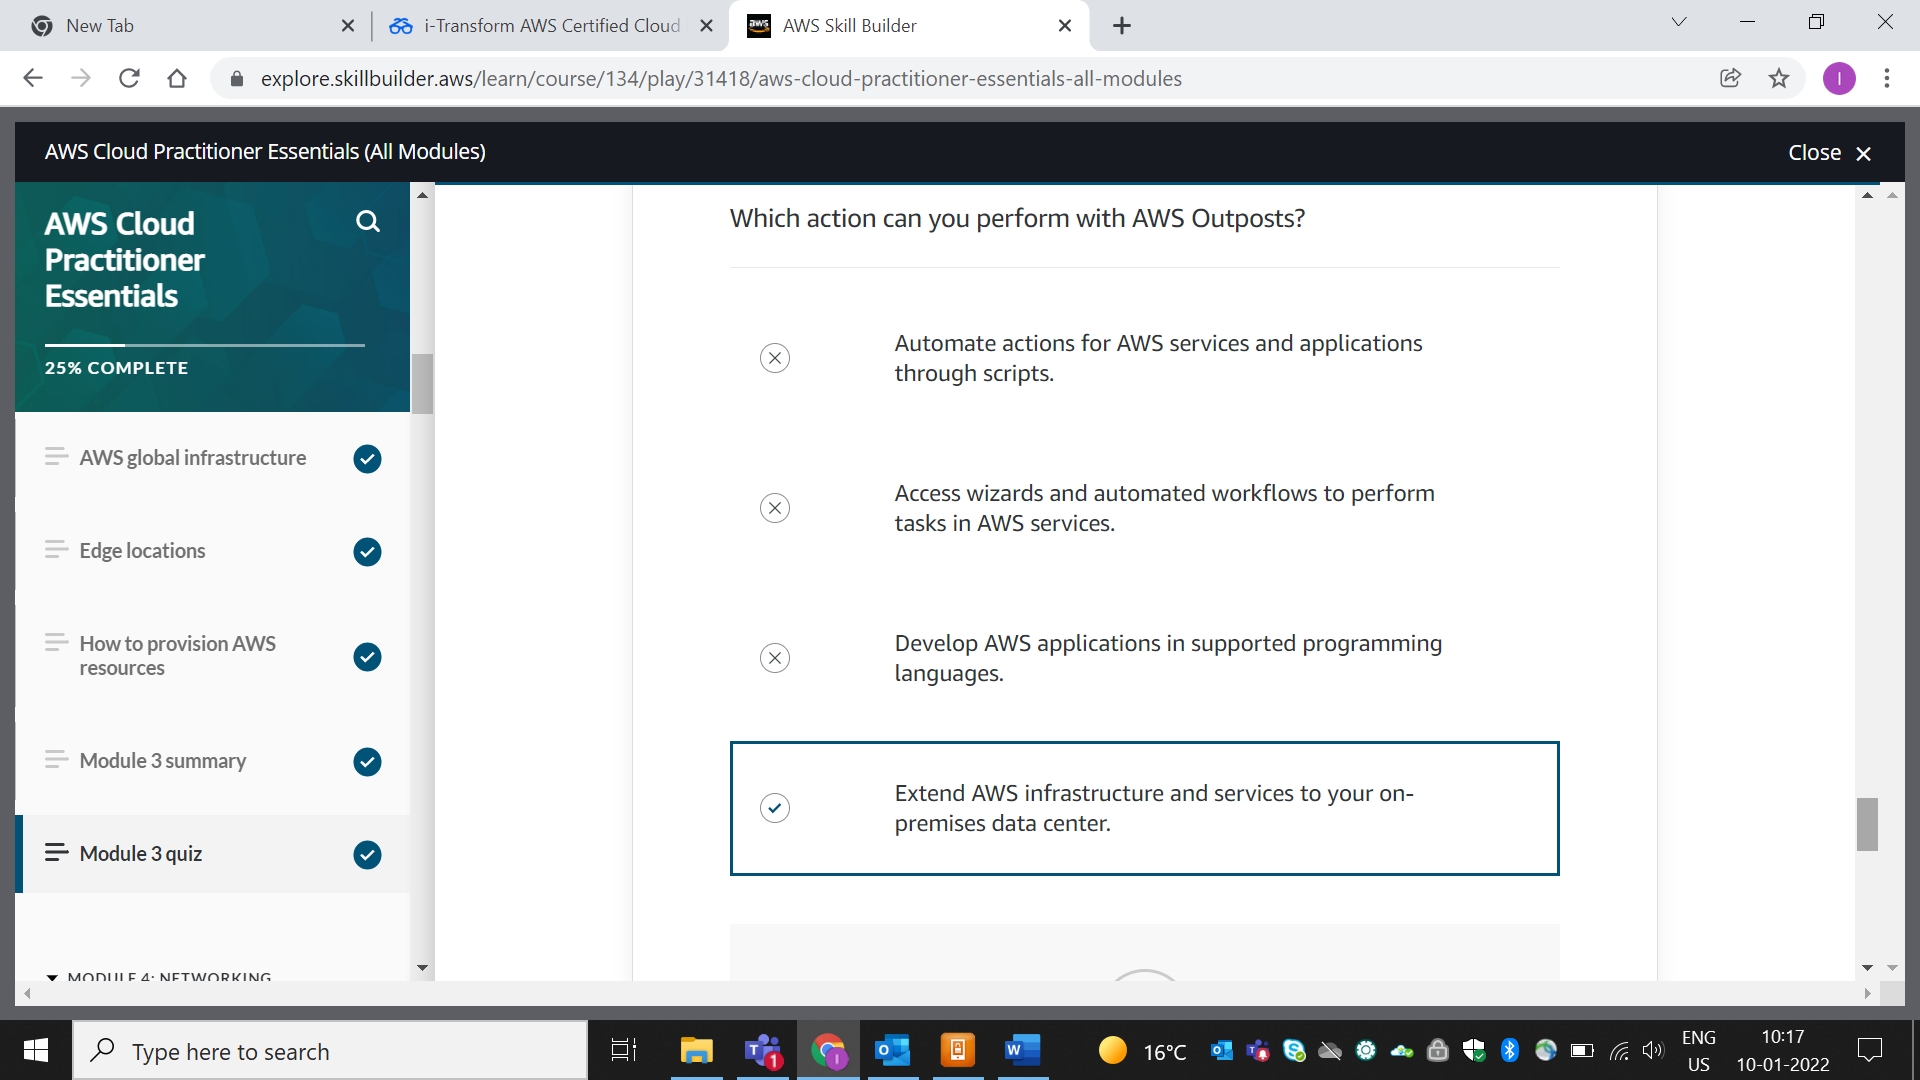 New Tab
i-Transform AWS Certified Cloud
AWS Skill Builder
explore.skillbuilder.aws/learn/course/134/play/31418/aws-cloud-practitioner-essentials-all-modules
I
AWS Cloud Practitioner Essentials (All Modules)
Close
AWS Cloud
Practitioner
Essentials
25% COMPLETE
AWS global infrastructure
Edge locations
How to provision AWS
resources
Module 3 summary
Module 3 quiz
MODULE 4: NETWORKING
Which action can you perform with AWS Outposts?
Automate actions for AWS services and applications
through scripts.
Access wizards and automated workflows to perform
tasks in AWS services.
Develop AWS applications in supported programming
languages.
Extend AWS infrastructure and services to your on-
premises data center.
Type here to search
1
16°C
ENG
US
10:17
10-01-2022